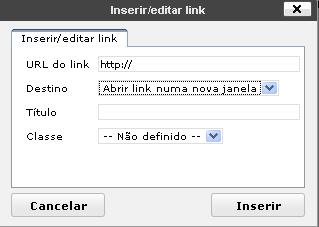 Inserir/editar link
Inserir/editar link
URL do link http://
Destino Abrir link numa nova janela
Título
Classe -- Não definido --
Cancelar Inserir